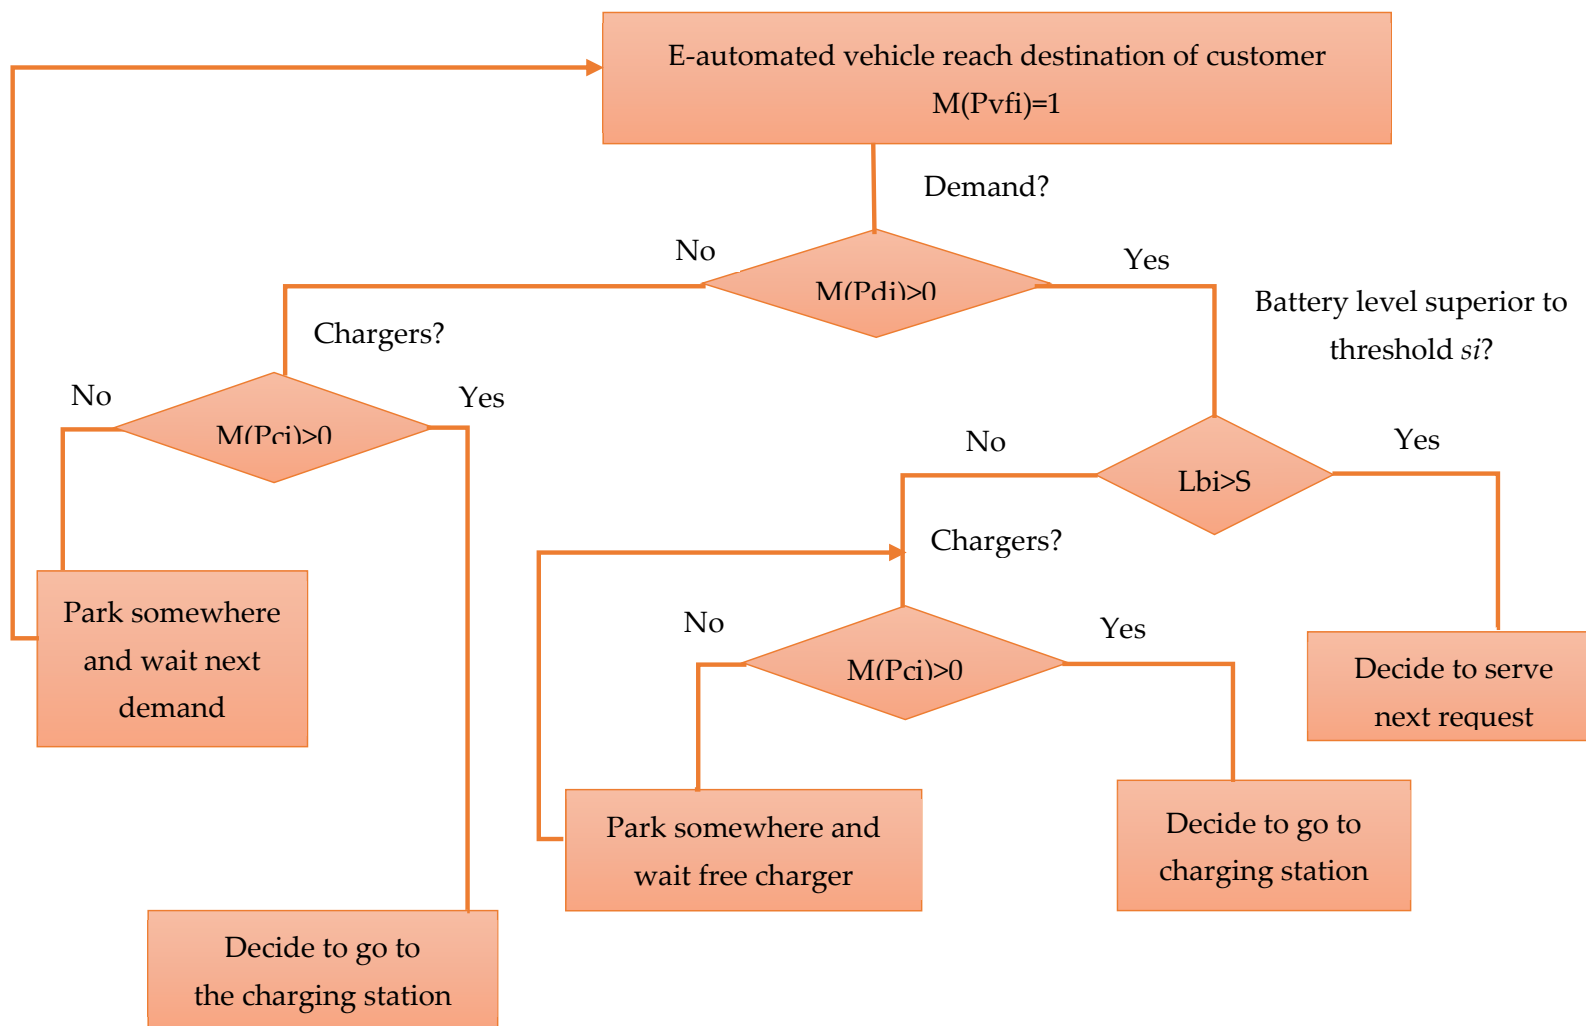 E-automated vehicle reach destination of customer
M(Pvfi)=1
Demand?
No
Yes
M(Pdi)>0
Battery level superior to
threshold si?
Chargers?
No
Yes
M(Pci)>0
No
Yes
Lbi>S
Chargers?
Park somewhere
and wait next
demand
No
Yes
M(Pci)>0
Decide to serve
next request
Park somewhere and
wait free charger
Decide to go to
charging station
Decide to go to
the charging station